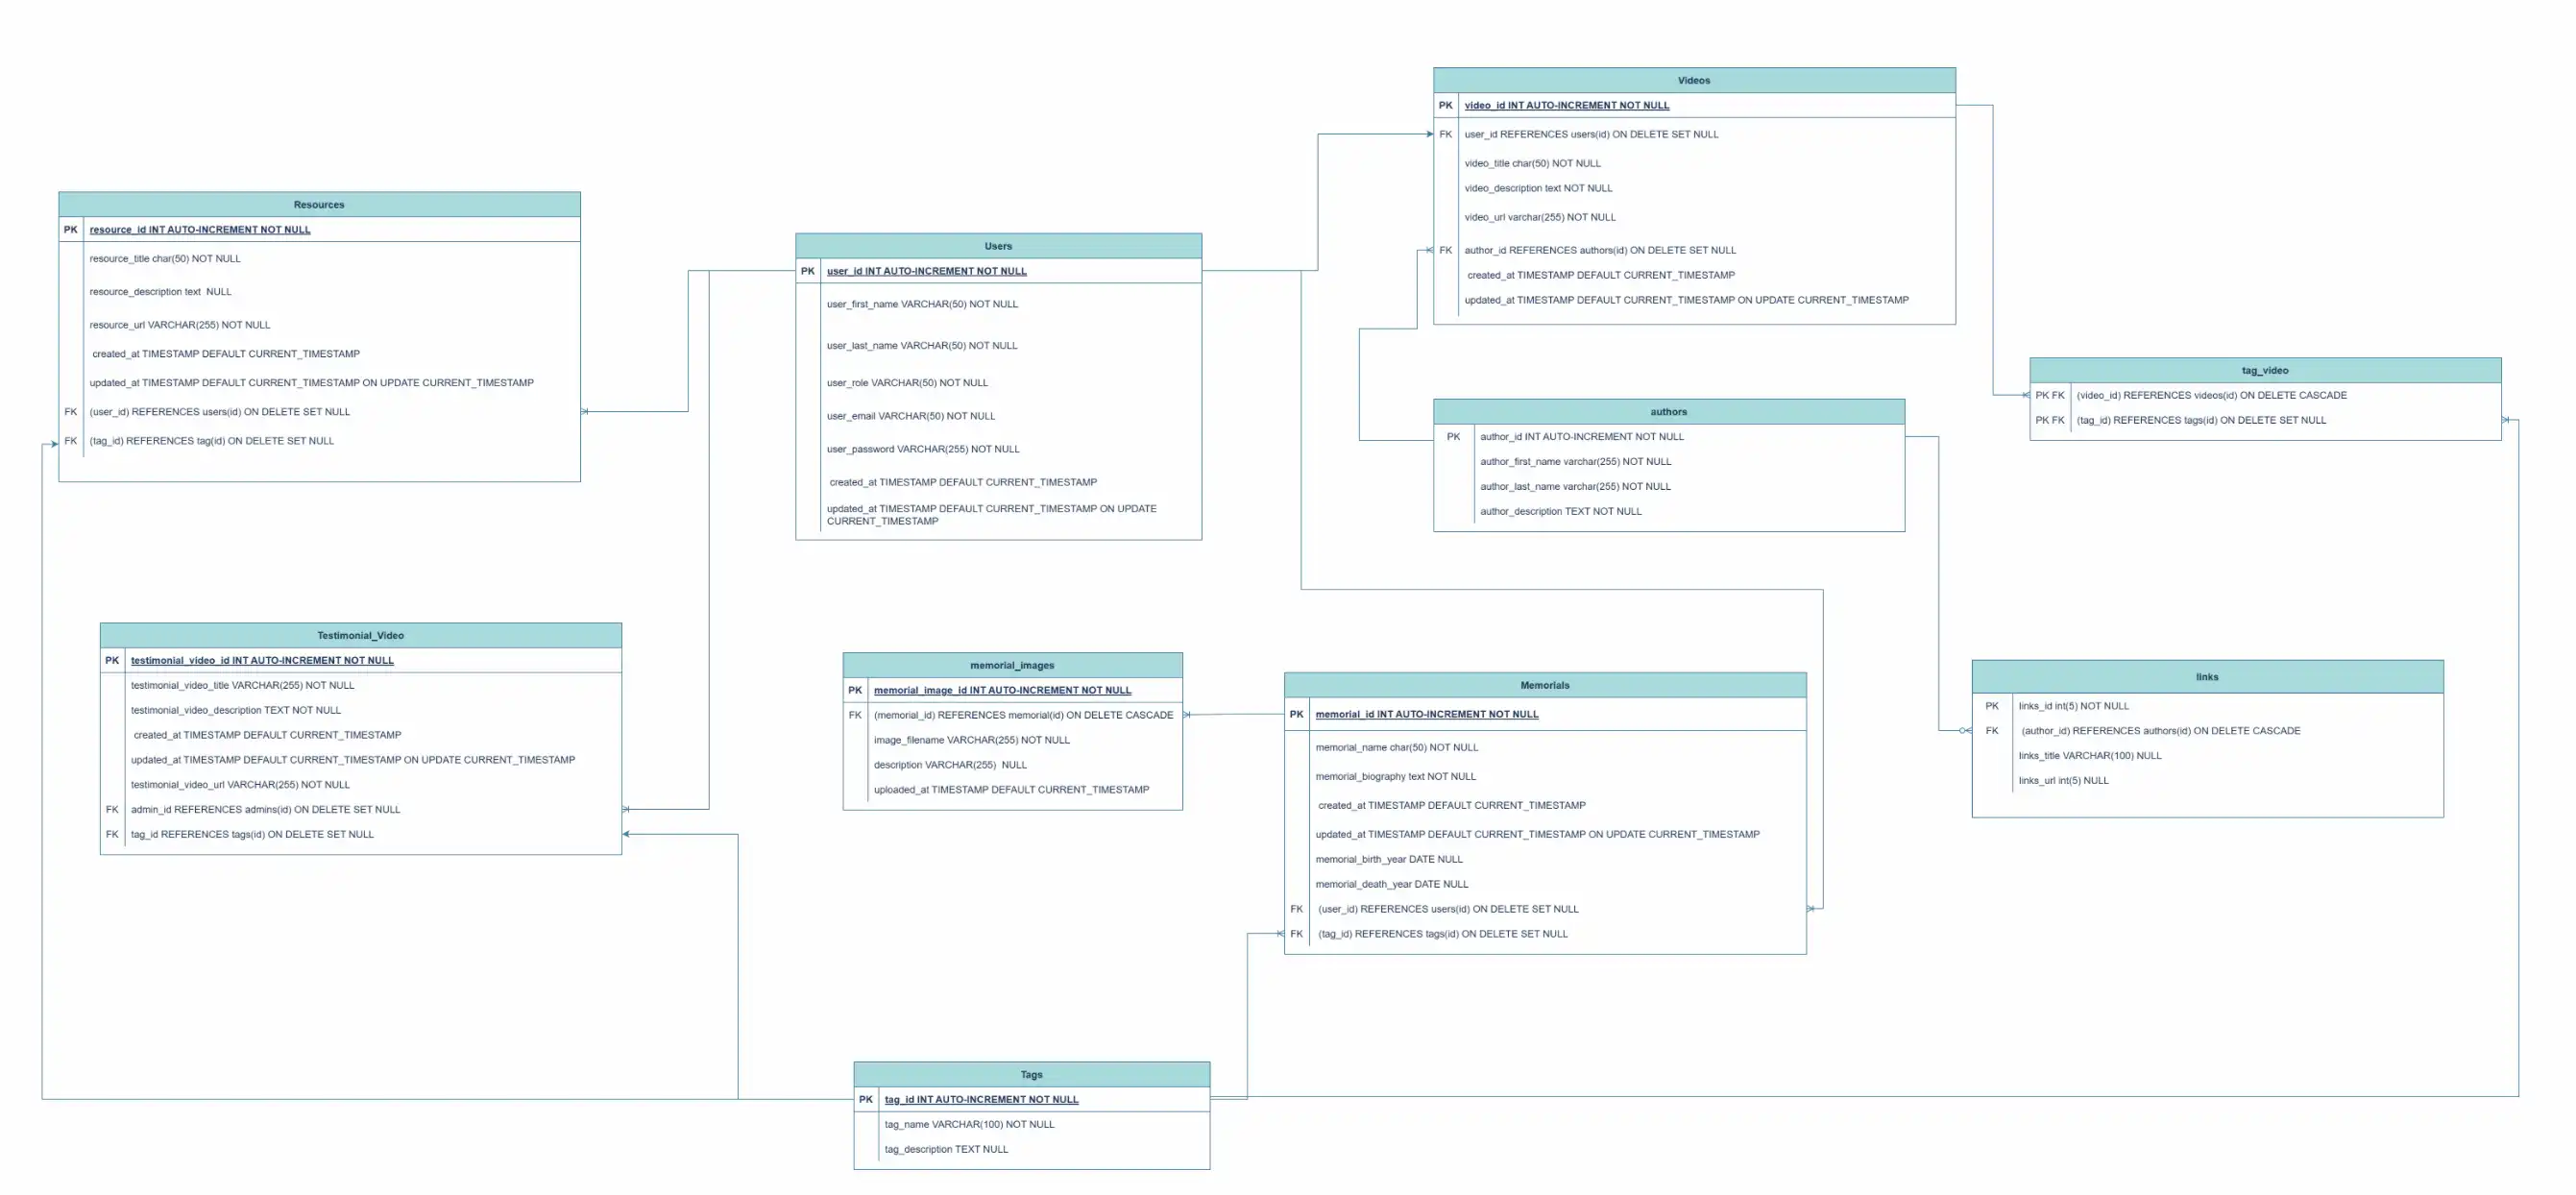 Videos
PK video_id INT AUTO-INCREMENT NOT NULL
FK user_id REFERENCES users(id) ON DELETE SET NULL
video_title char(50) NOT NULL
video_description text NOT NULL
video_url varchar(255) NOT NULL
FK author_id REFERENCES authors(id) ON DELETE SET NULL
created_at TIMESTAMP DEFAULT CURRENT_TIMESTAMP
updated_at TIMESTAMP DEFAULT CURRENT_TIMESTAMP ON UPDATE CURRENT_TIMESTAMP
Resources
PK resource_id INT AUTO-INCREMENT NOT NULL
resource_title char(50) NOT NULL
resource_description text NULL
resource_url VARCHAR(255) NOT NULL
created_at TIMESTAMP DEFAULT CURRENT_TIMESTAMP
updated_at TIMESTAMP DEFAULT CURRENT_TIMESTAMP ON UPDATE CURRENT_TIMESTAMP
FK (user_id) REFERENCES users(id) ON DELETE SET NULL
FK (tag_id) REFERENCES tag(id) ON DELETE SET NULL
Users
PK user_id INT AUTO-INCREMENT NOT NULL
user_first_name VARCHAR(50) NOT NULL
user_last_name VARCHAR(50) NOT NULL
user_role VARCHAR(50) NOT NULL
user_email VARCHAR(50) NOT NULL
user_password VARCHAR(255) NOT NULL
created_at TIMESTAMP DEFAULT CURRENT_TIMESTAMP
updated_at TIMESTAMP DEFAULT CURRENT_TIMESTAMP ON UPDATE
CURRENT_TIMESTAMP
tag_video
PK FK (video_id) REFERENCES videos(id) ON DELETE CASCADE
PK FK (tag_id) REFERENCES tags(id) ON DELETE SET NULL
authors
PK author_id INT AUTO-INCREMENT NOT NULL
author_first_name varchar(255) NOT NULL
author_last_name varchar(255) NOT NULL
author_description TEXT NOT NULL
Testimonial_Video
PK testimonial_video_id INT AUTO-INCREMENT NOT NULL
testimonial_video_title VARCHAR(255) NOT NULL
testimonial_video_description TEXT NOT NULL
created_at TIMESTAMP DEFAULT CURRENT_TIMESTAMP
updated_at TIMESTAMP DEFAULT CURRENT_TIMESTAMP ON UPDATE CURRENT_TIMESTAMP
testimonial_video_url VARCHAR(255) NOT NULL
FK admin_id REFERENCES admins(id) ON DELETE SET NULL
FK tag_id REFERENCES tags(id) ON DELETE SET NULL
memorial_images
PK memorial_image_id INT AUTO-INCREMENT NOT NULL
FK (memorial_id) REFERENCES memorial(id) ON DELETE CASCADE
image_filename VARCHAR(255) NOT NULL
description VARCHAR(255) NULL
uploaded_at TIMESTAMP DEFAULT CURRENT_TIMESTAMP
Memorials
PK memorial_id INT AUTO-INCREMENT NOT NULL
memorial_name char(50) NOT NULL
memorial_biography text NOT NULL
created_at TIMESTAMP DEFAULT CURRENT_TIMESTAMP
updated_at TIMESTAMP DEFAULT CURRENT_TIMESTAMP ON UPDATE CURRENT_TIMESTAMP
memorial_birth_year DATE NULL
memorial_death_year DATE NULL
FK (user_id) REFERENCES users(id) ON DELETE SET NULL
FK (tag_id) REFERENCES tags(id) ON DELETE SET NULL
links
PK links_id int(5) NOT NULL
FK (author_id) REFERENCES authors(id) ON DELETE CASCADE
links_title VARCHAR(100) NULL
links_url int(5) NULL
Tags
PK tag_id INT AUTO-INCREMENT NOT NULL
tag_name VARCHAR(100) NOT NULL
tag_description TEXT NULL